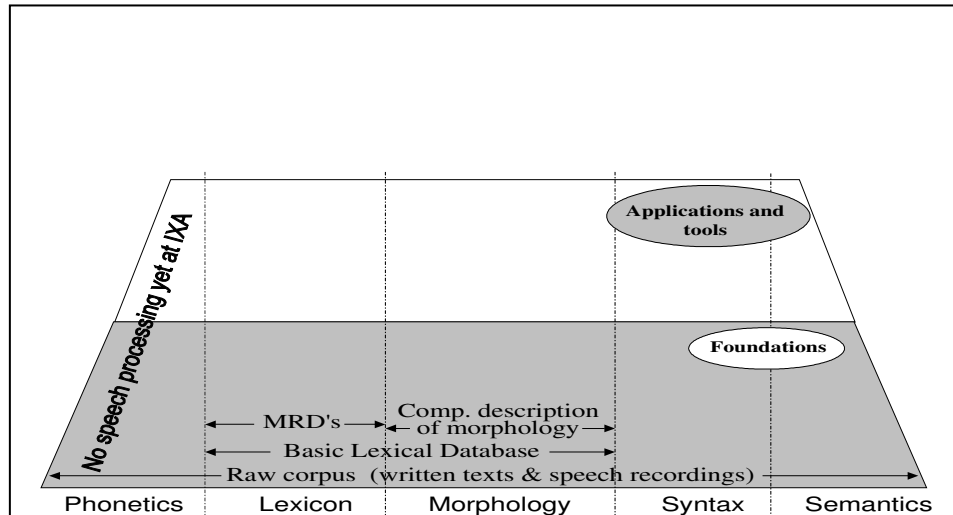 No speech processing yet at IXA
Applications and
tools
Foundations
MRD's
Comp. description
of morphology
Basic Lexical Database
Raw corpus (written texts & speech recordings)
Phonetics Lexicon Morphology Syntax Semantics